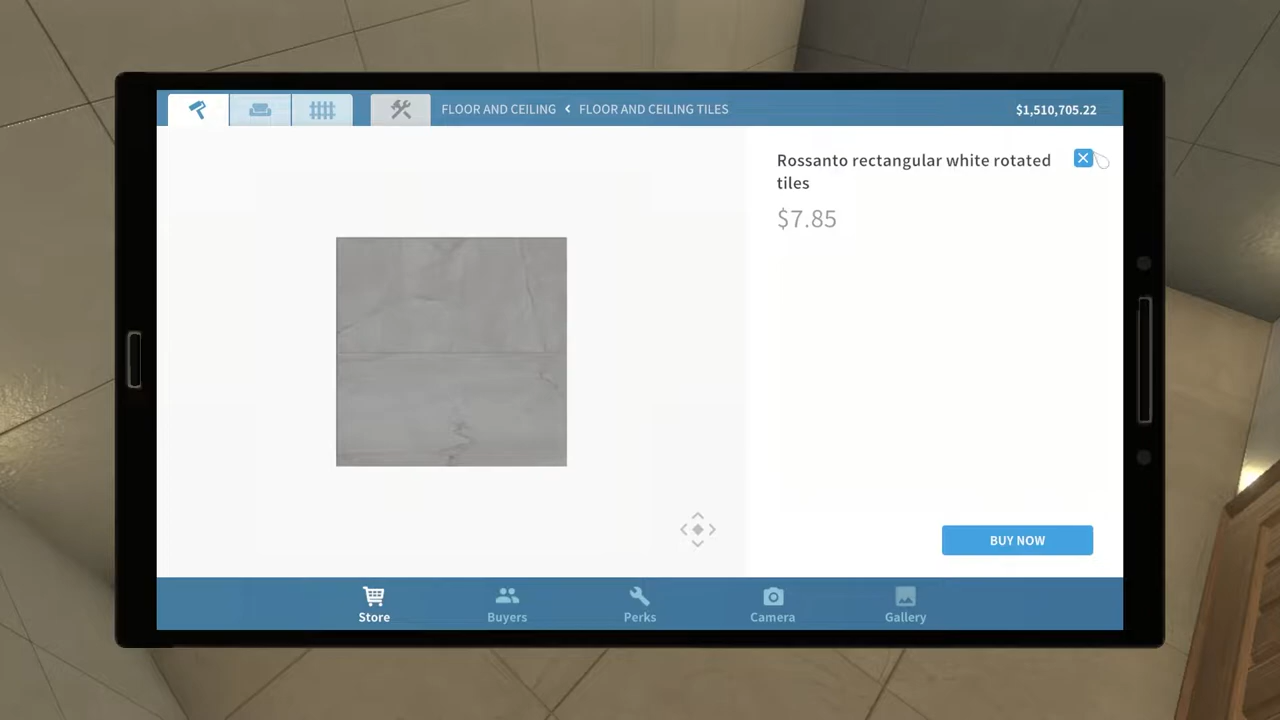 FLOOR AND CEILING < FLOOR AND CEILING TILES
$1,510,705.22
Rossanto rectangular white rotated
tiles
$7.85
BUY NOW
Store
Buyers
Perks
Camera
Gallery